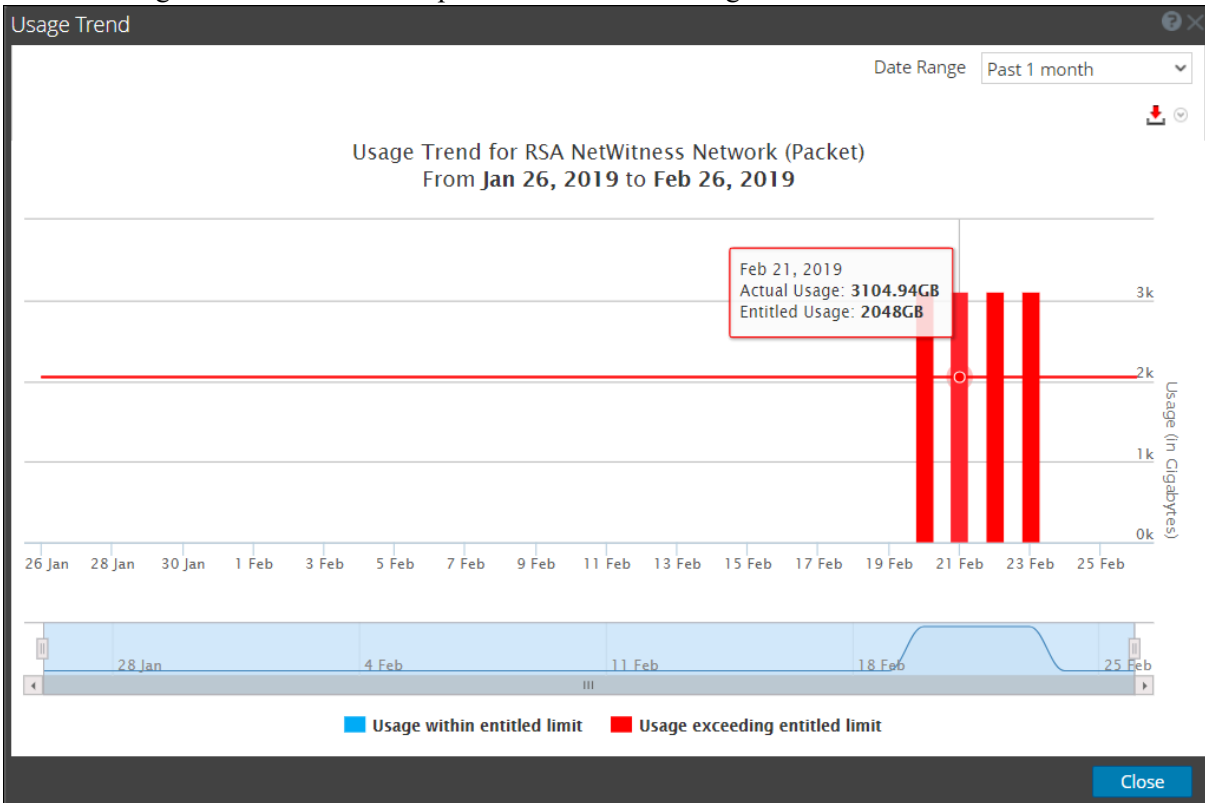 Usage Trend
Date Range Past 1 month
Usage Trend for RSA NetWitness Network (Packet)
From Jan 26, 2019 to Feb 26, 2019
Feb 21, 2019
Actual Usage: 3104.94GB
Entitled Usage: 2048GB
3k
2k
1k
0k
Usage (in Gigabytes)
26 Jan 28 Jan 30 Jan 1 Feb 3 Feb 5 Feb 7 Feb 9 Feb 11 Feb 13 Feb 15 Feb 17 Feb 19 Feb 21 Feb 23 Feb 25 Feb
28 Jan 4 Feb 11 Feb 18 Feb 25 Feb
Usage within entitled limit Usage exceeding entitled limit
Close